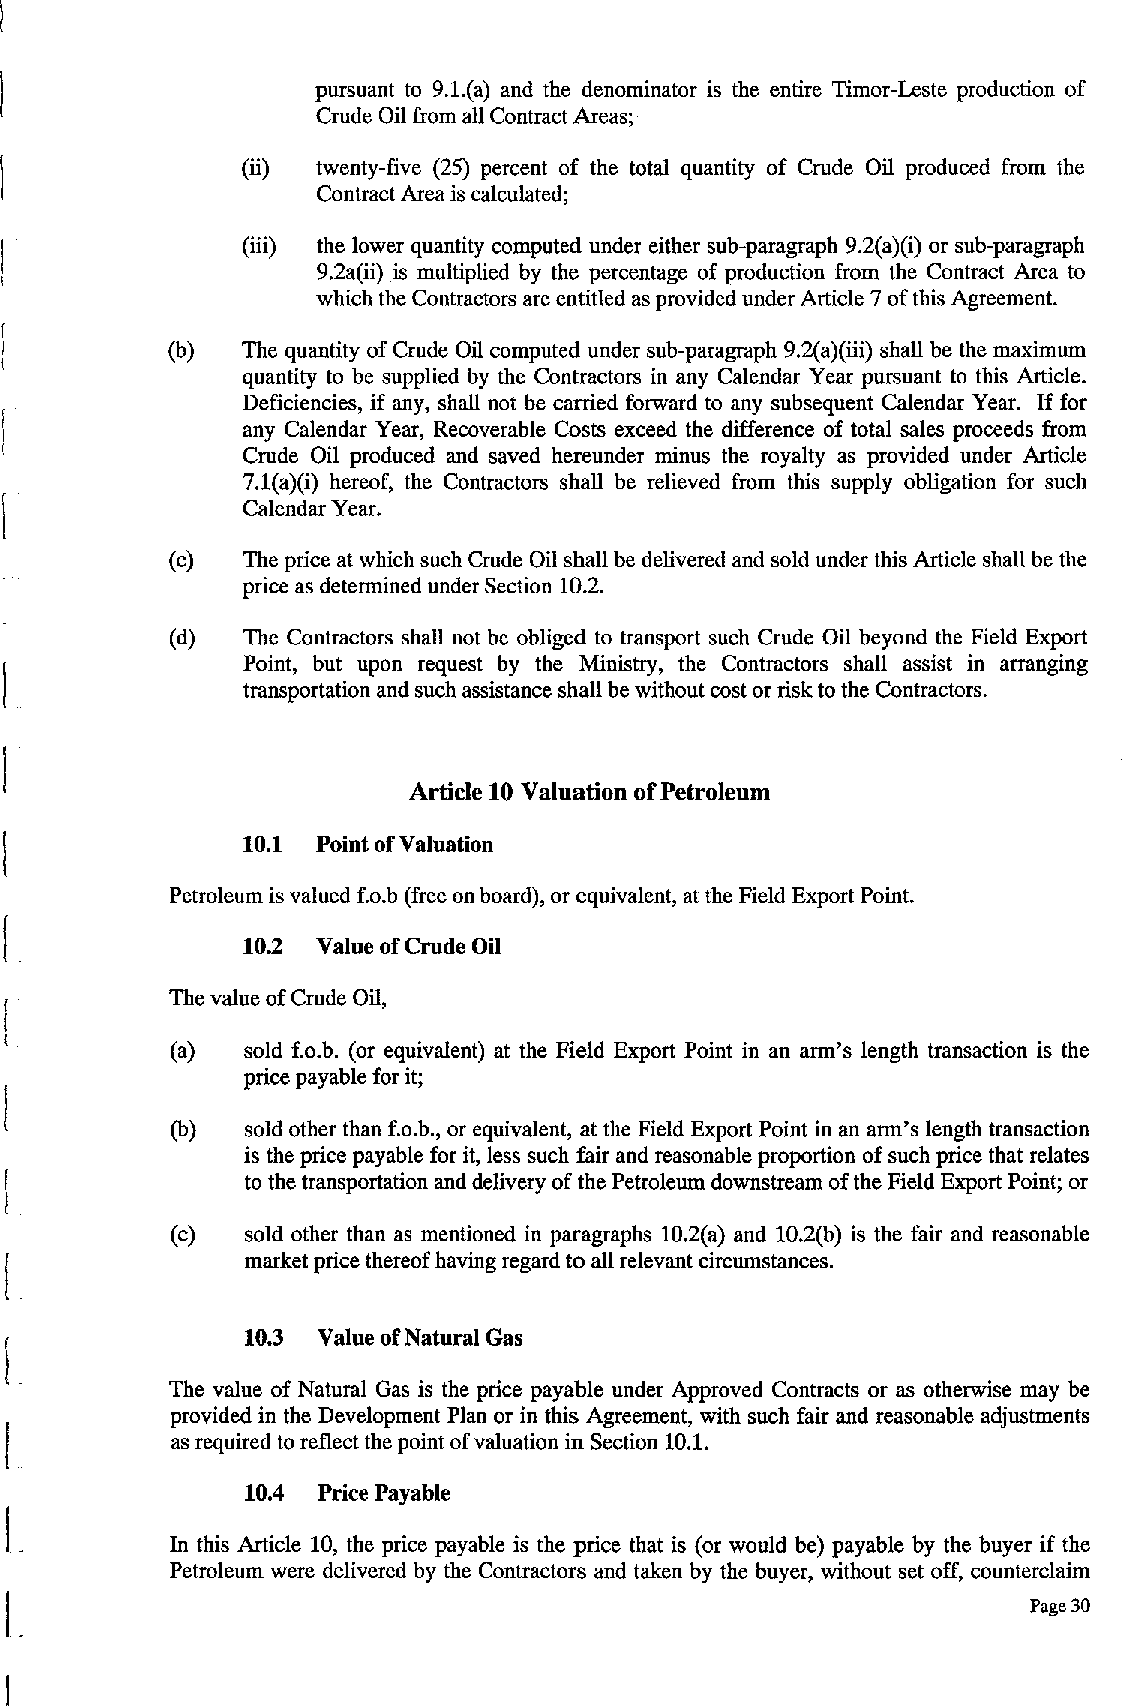 pursuant to 9.1.(a) and the denominator is the entire Timor-Leste production of
Crude Oil from all Contract Areas;
(ii) twenty-five (25) percent of the total quantity of Crude Oil produced from the
Contract Area is calculated;
(iii) the lower quantity computed under either sub-paragraph 9.2(a)(i) or sub-paragraph
9.2a(ii) is multiplied by the percentage of production from the Contract Area to
which the Contractors are entitled as provided under Article 7 of this Agreement.
(b) The quantity of Crude Oil computed under sub-paragraph 9.2(a)(iii) shall be the maximum
quantity to be supplied by the Contractors in any Calendar Year pursuant to this Article.
Deficiencies, if any, shall not be carried forward to any subsequent Calendar Year. If for
any Calendar Year, Recoverable Costs exceed the difference of total sales proceeds from
Crude Oil produced and saved hereunder minus the royalty as provided under Article
7.1(a)(i) hereof, the Contractors shall be relieved from this supply obligation for such
Calendar Year.
(c) The price at which such Crude Oil shall be delivered and sold under this Article shall be the
price as determined under Section 10.2.
(d) The Contractors shall not be obliged to transport such Crude Oil beyond the Field Export
Point, but upon request by the Ministry, the Contractors shall assist in arranging
transportation and such assistance shall be without cost or risk to the Contractors.
Article 10 Valuation of Petroleum
10.1 Point of Valuation
Petroleum is valued f.o.b (free on board), or equivalent, at the Field Export Point.
10.2 Value of Crude Oil
The value of Crude Oil,
(a) sold f.o.b. (or equivalent) at the Field Export Point in an arm's length transaction is the
price payable for it;
(b) sold other than f.o.b., or equivalent, at the Field Export Point in an arm's length transaction
is the price payable for it, less such fair and reasonable proportion of such price that relates
to the transportation and delivery of the Petroleum downstream of the Field Export Point; or
(c) sold other than as mentioned in paragraphs 10.2(a) and 10.2(b) is the fair and reasonable
market price thereof having regard to all relevant circumstances.
10.3 Value of Natural Gas
The value of Natural Gas is the price payable under Approved Contracts or as otherwise may be
provided in the Development Plan or in this Agreement, with such fair and reasonable adjustments
as required to reflect the point of valuation in Section 10.1.
10.4 Price Payable
In this Article 10, the price payable is the price that is (or would be) payable by the buyer if the
Petroleum were delivered by the Contractors and taken by the buyer, without set off, counterclaim
Page 30